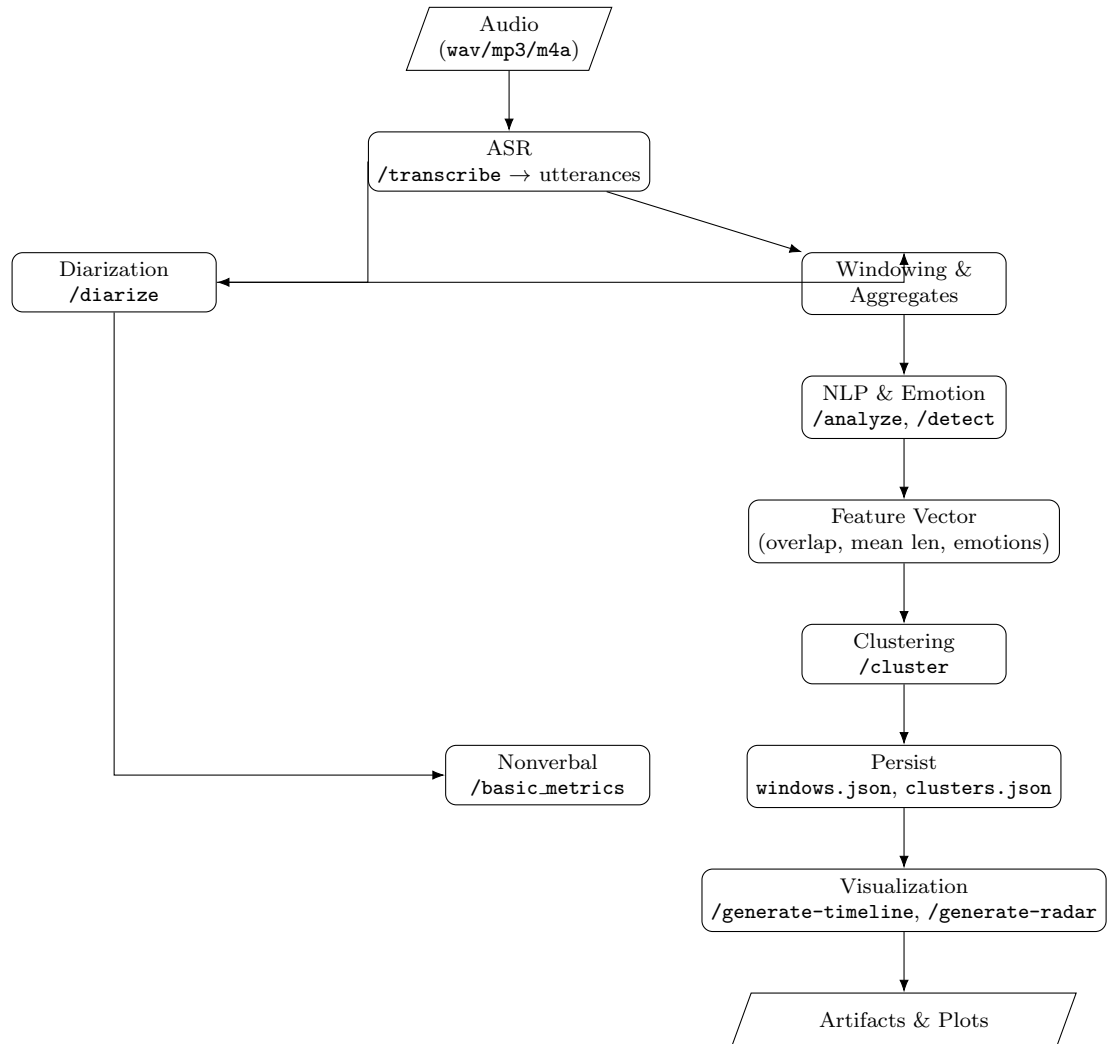 Audio
(wav/mp3/m4a)
ASR
/transcribe → utterances
Diarization
/diarize
Windowing &
Aggregates
NLP & Emotion
/analyze, /detect
Feature Vector
(overlap, mean len, emotions)
Clustering
/cluster
Nonverbal
/basic_metrics
Persist
windows.json, clusters.json
Visualization
/generate-timeline, /generate-radar
Artifacts & Plots